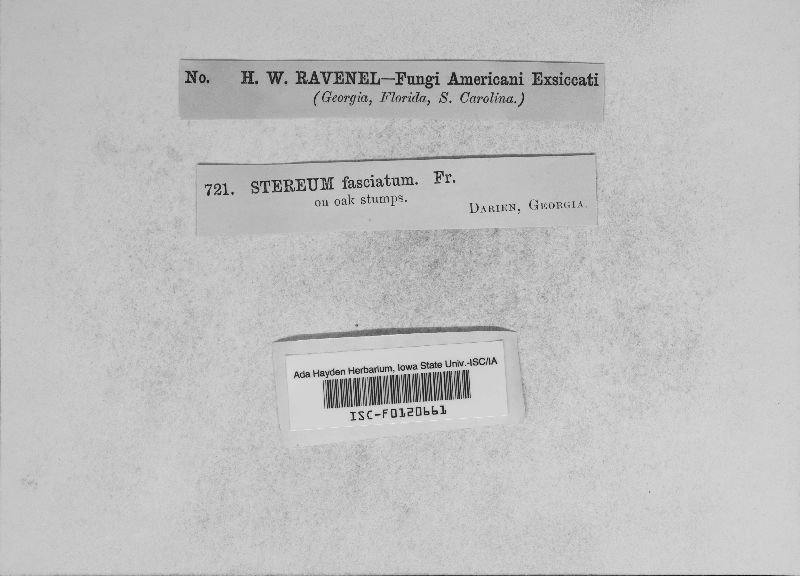 No. H. W. RAVENEL—Fungi Americani Exsiccati
(Georgia, Florida, S. Carolina.)
721. STEREUM fasciatum. Fr.
on oak stumps.
DARIEN, GEORGIA.
Ada Hayden Herbarium, Iowa State Univ.-ISC/IA
ISC-F0120661